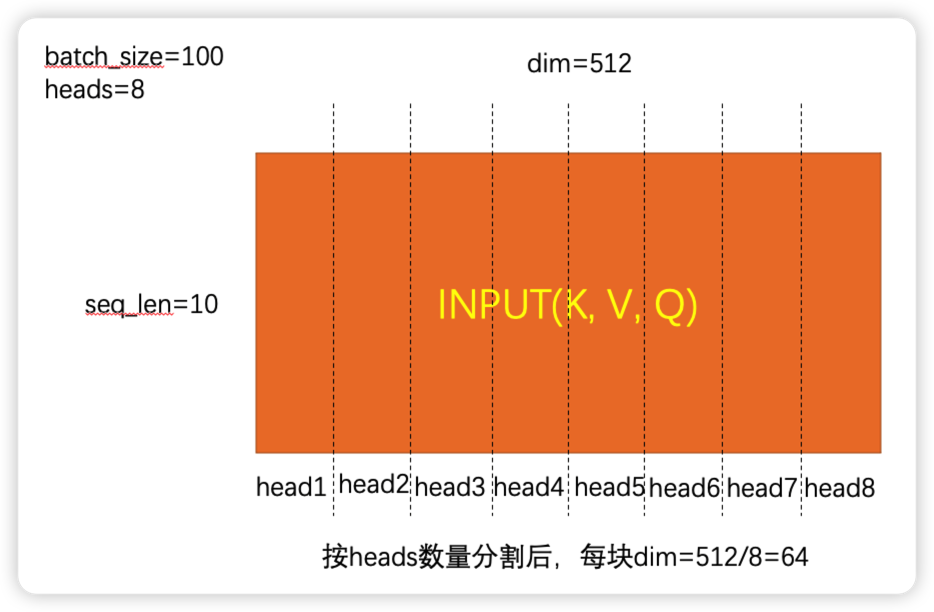 batch_size=100
heads=8
dim=512
seq_len=10
INPUT(K, V, Q)
head1 head2 head3 head4 head5 head6 head7 head8
按heads数量分割后，每块dim=512/8=64